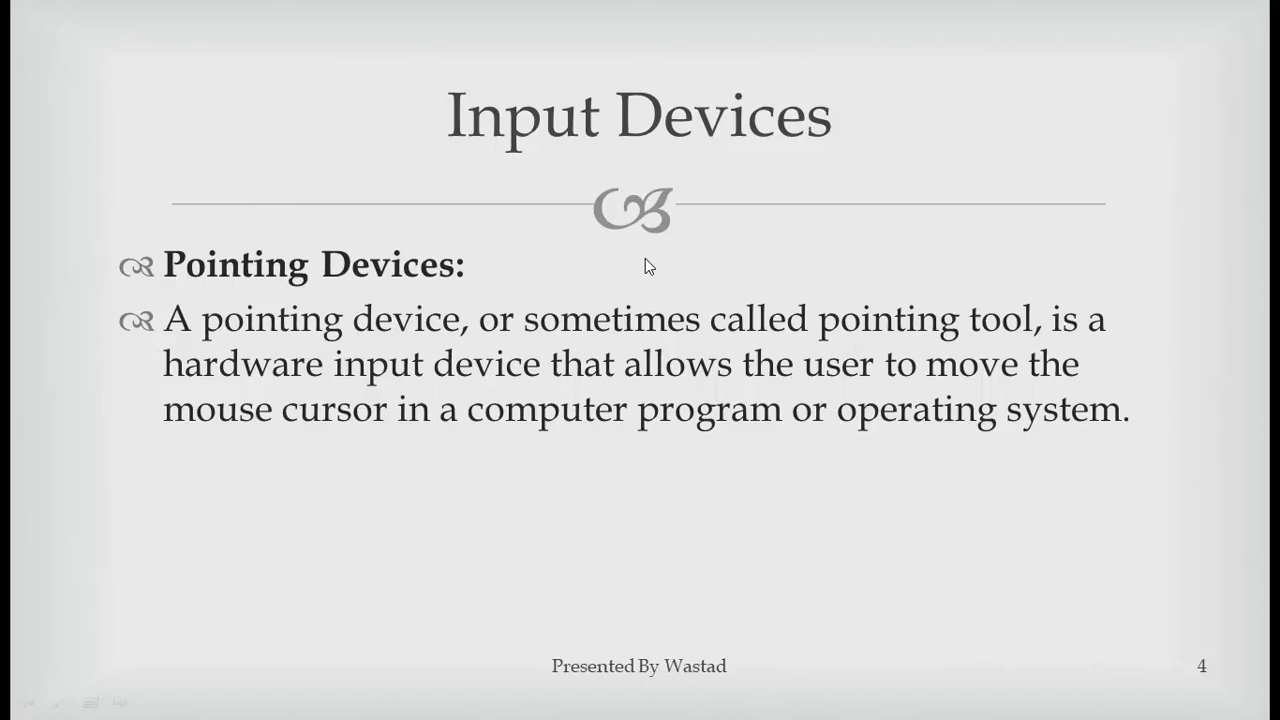 Input Devices
Pointing Devices:
A pointing device, or sometimes called pointing tool, is a
hardware input device that allows the user to move the
mouse cursor in a computer program or operating system.
Presented By Wastad
4